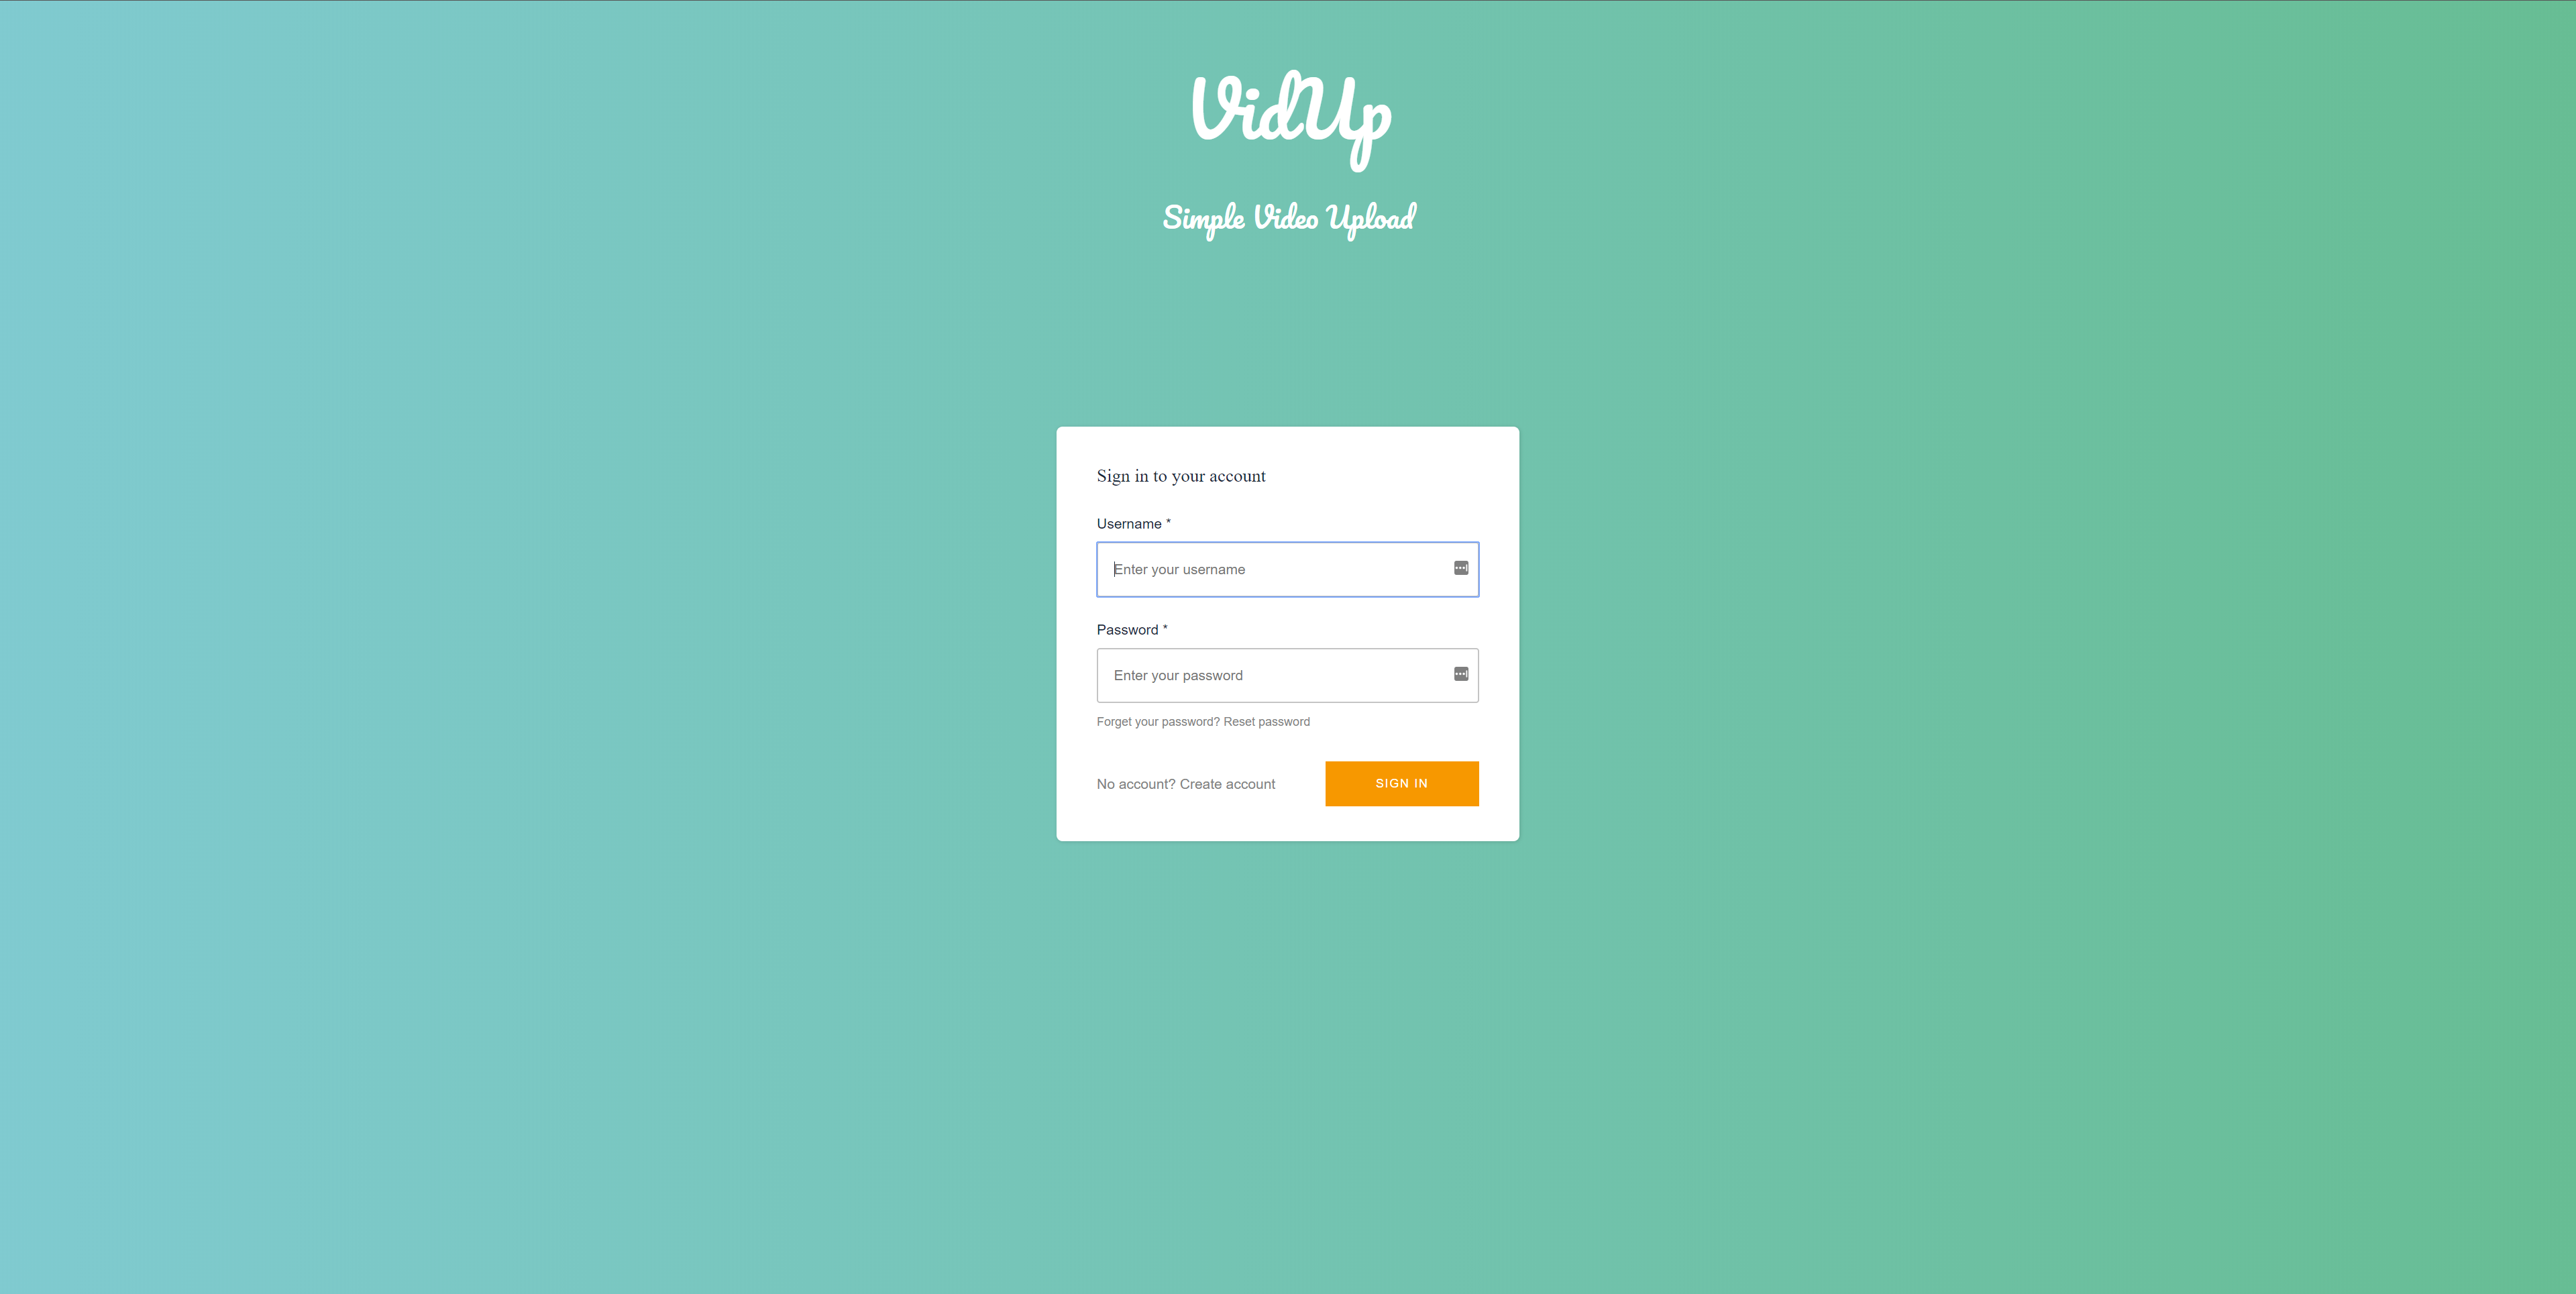 VidUp
Simple Video Upload
Sign in to your account
Username *
Enter your username
Password *
Enter your password
Forget your password? Reset password
No account? Create account
SIGN IN